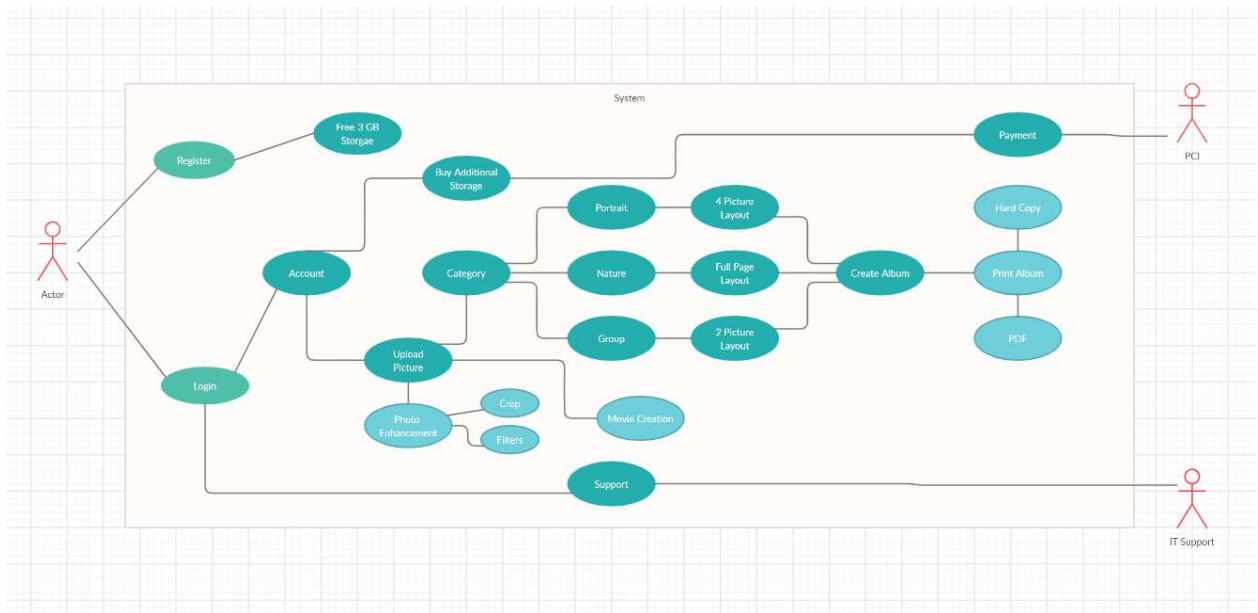 System
Free 3 GB
Storgae
Register
Payment
PCI
Buy Additional
Storage
Portrait
4 Picture
Layout
Hard Copy
Actor
Account
Category
Nature
Full Page
Layout
Create Album
Print Album
Group
2 Picture
Layout
PDF
Upload
Picture
Login
Crop
Photo
Enhancement
Movie Creation
Filters
Support
IT Support